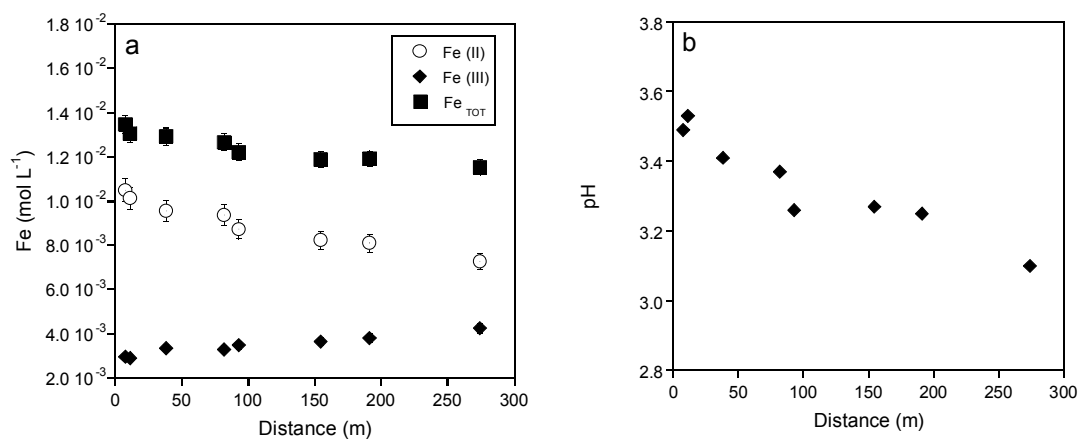 a
Fe (II)
Fe (III)
Fe TOT
1.8 10⁻²
1.6 10⁻²
1.4 10⁻²
1.2 10⁻²
1.0 10⁻²
8.0 10⁻³
6.0 10⁻³
4.0 10⁻³
2.0 10⁻³
Fe (mol L⁻¹)
0 50 100 150 200 250 300
Distance (m)
b
3.8
3.6
3.4
3.2
3.0
2.8
pH
0 50 100 150 200 250 300
Distance (m)